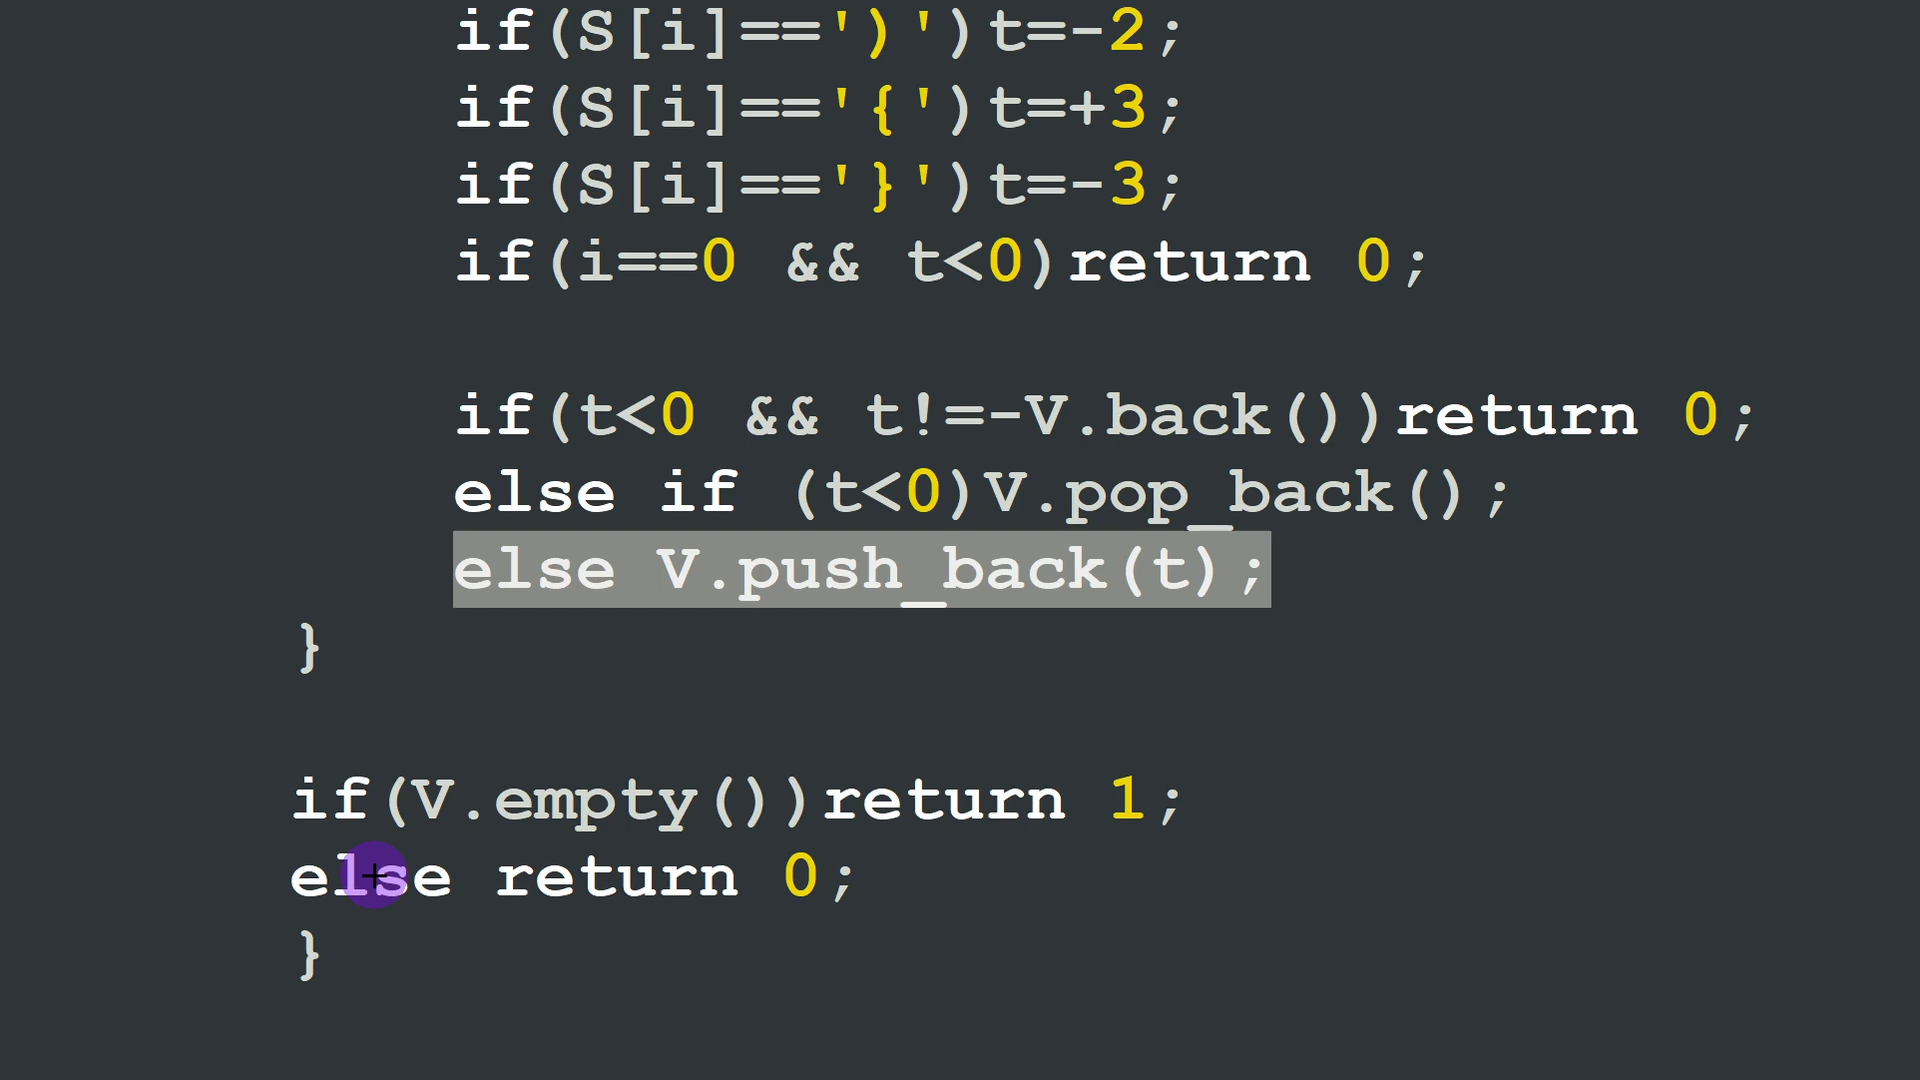 if(S[i]==')')t=-2;
if(S[i]=='{')t=+3;
if(S[i]=='}')t=-3;
if(i==0 && t<0)return 0;
if(t<0 && t!=-V.back())return 0;
else if (t<0)V.pop_back();
else V.push_back(t);
}
if(V.empty())return 1;
else return 0;
}